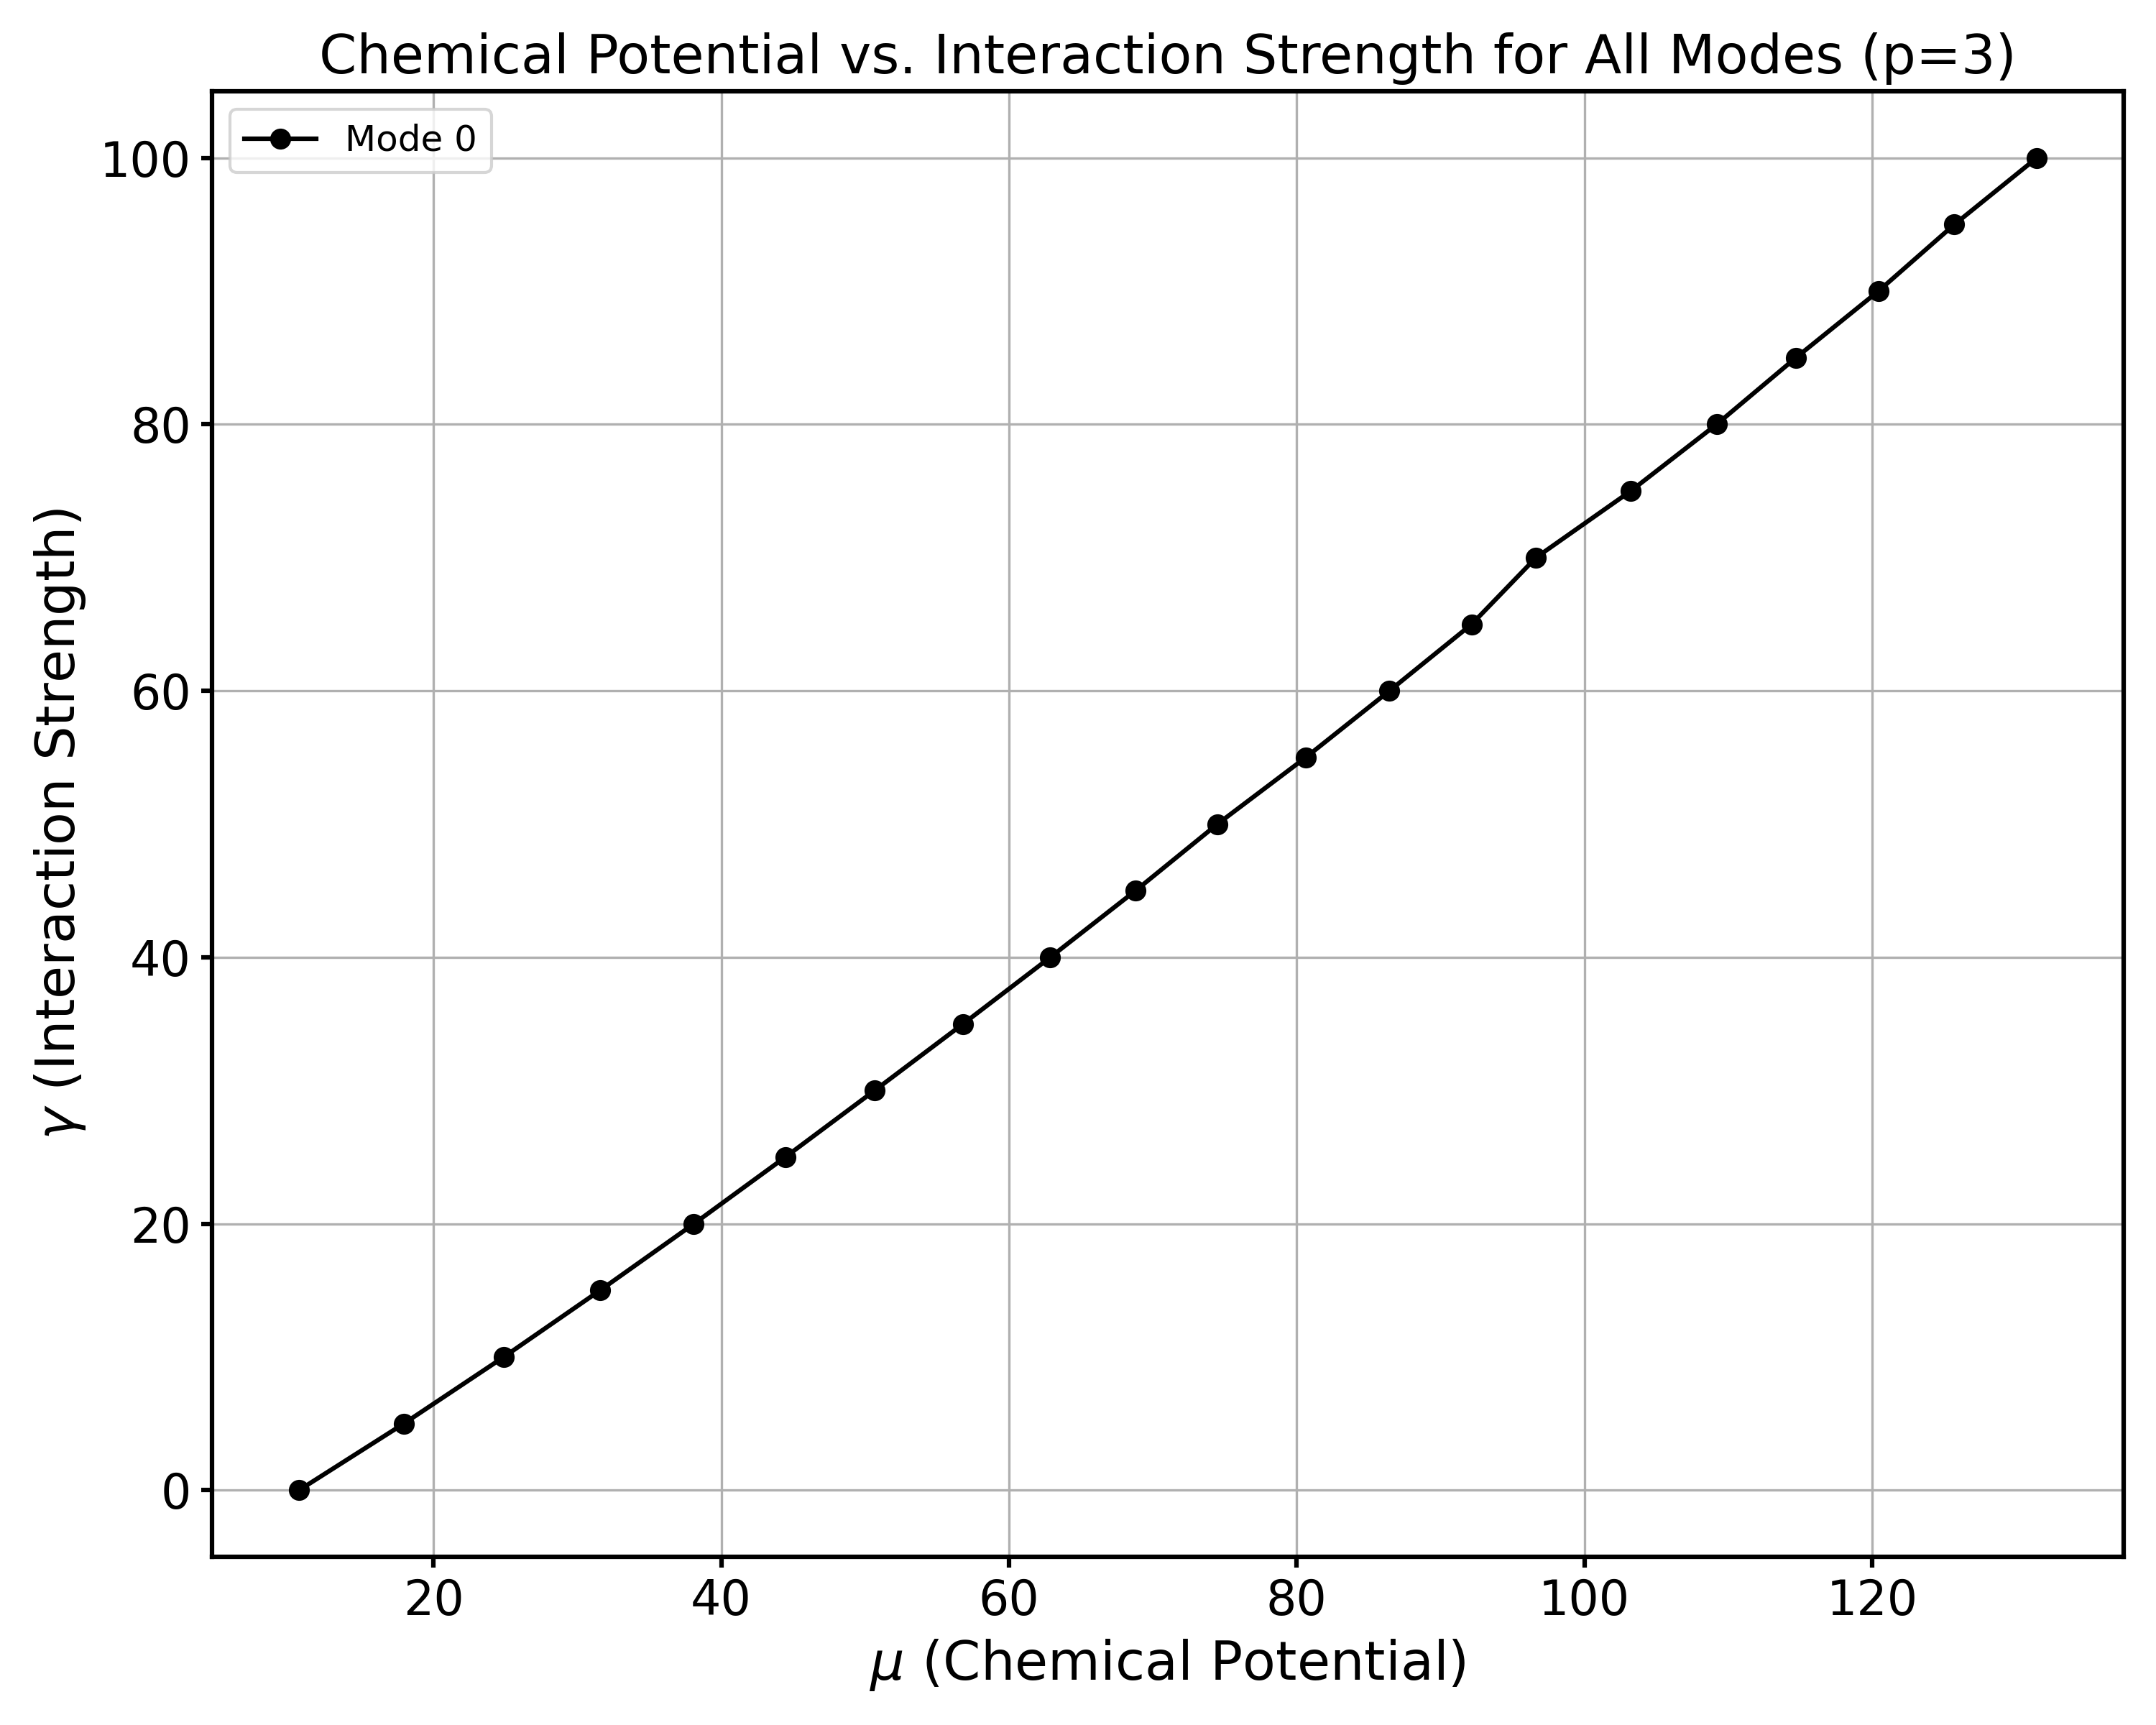 Chemical Potential vs. Interaction Strength for All Modes (p=3)
Mode 0
γ (Interaction Strength)
100
80
60
40
20
0
20 40 60 80 100 120
μ (Chemical Potential)